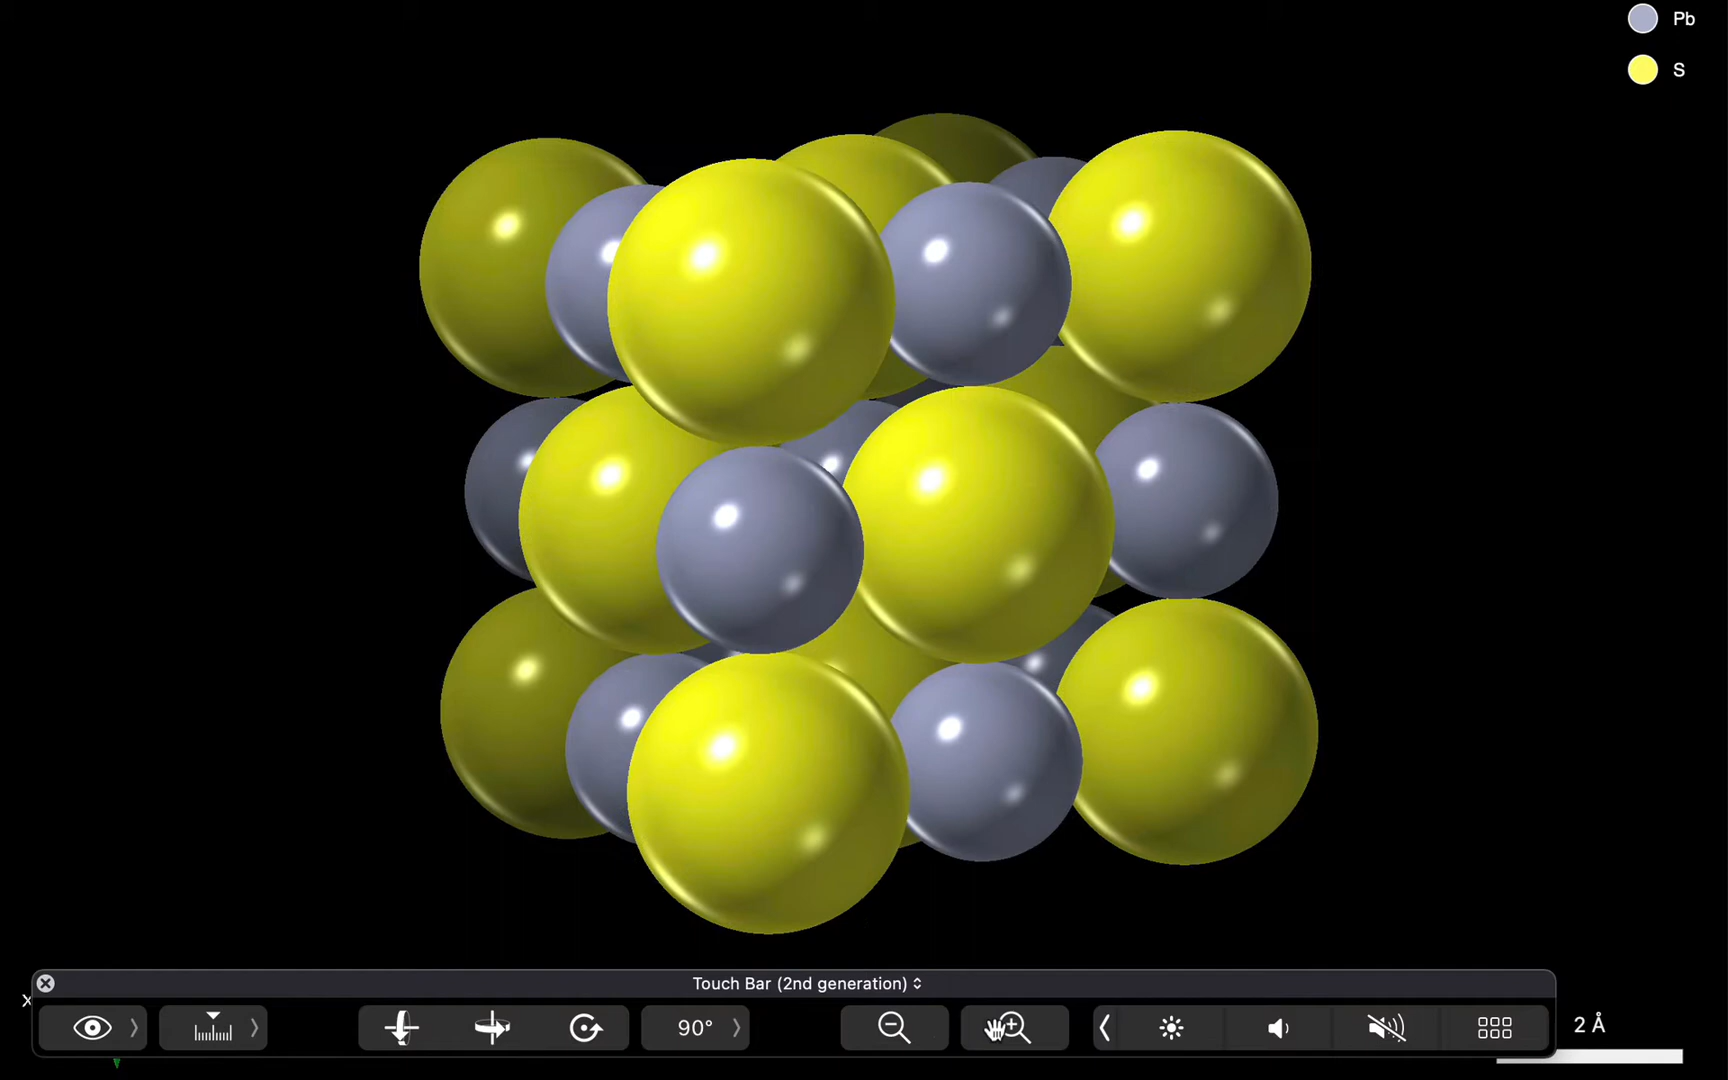 Pb
S
Touch Bar (2nd generation)
x
90°
2 Å